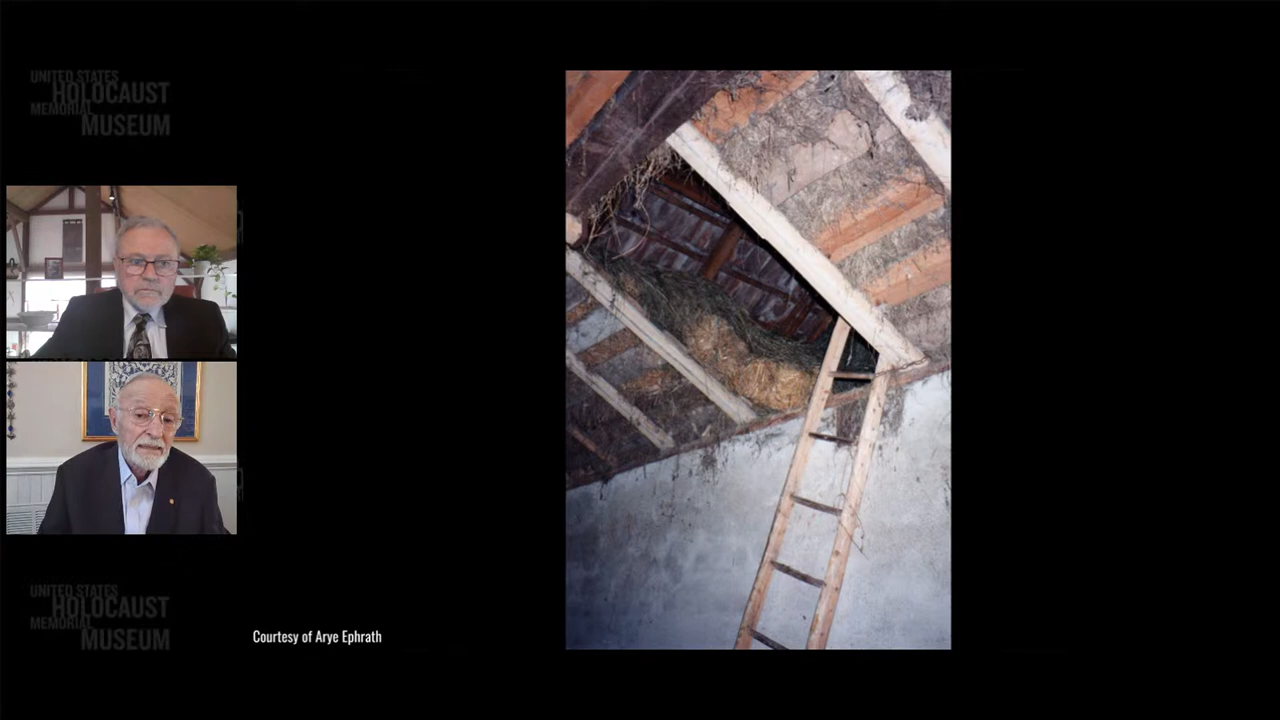 UNITED STATES
HOLOCAUST
MEMORIAL
MUSEUM
UNITED STATES
HOLOCAUST
MEMORIAL
MUSEUM
Courtesy of Arye Ephrath